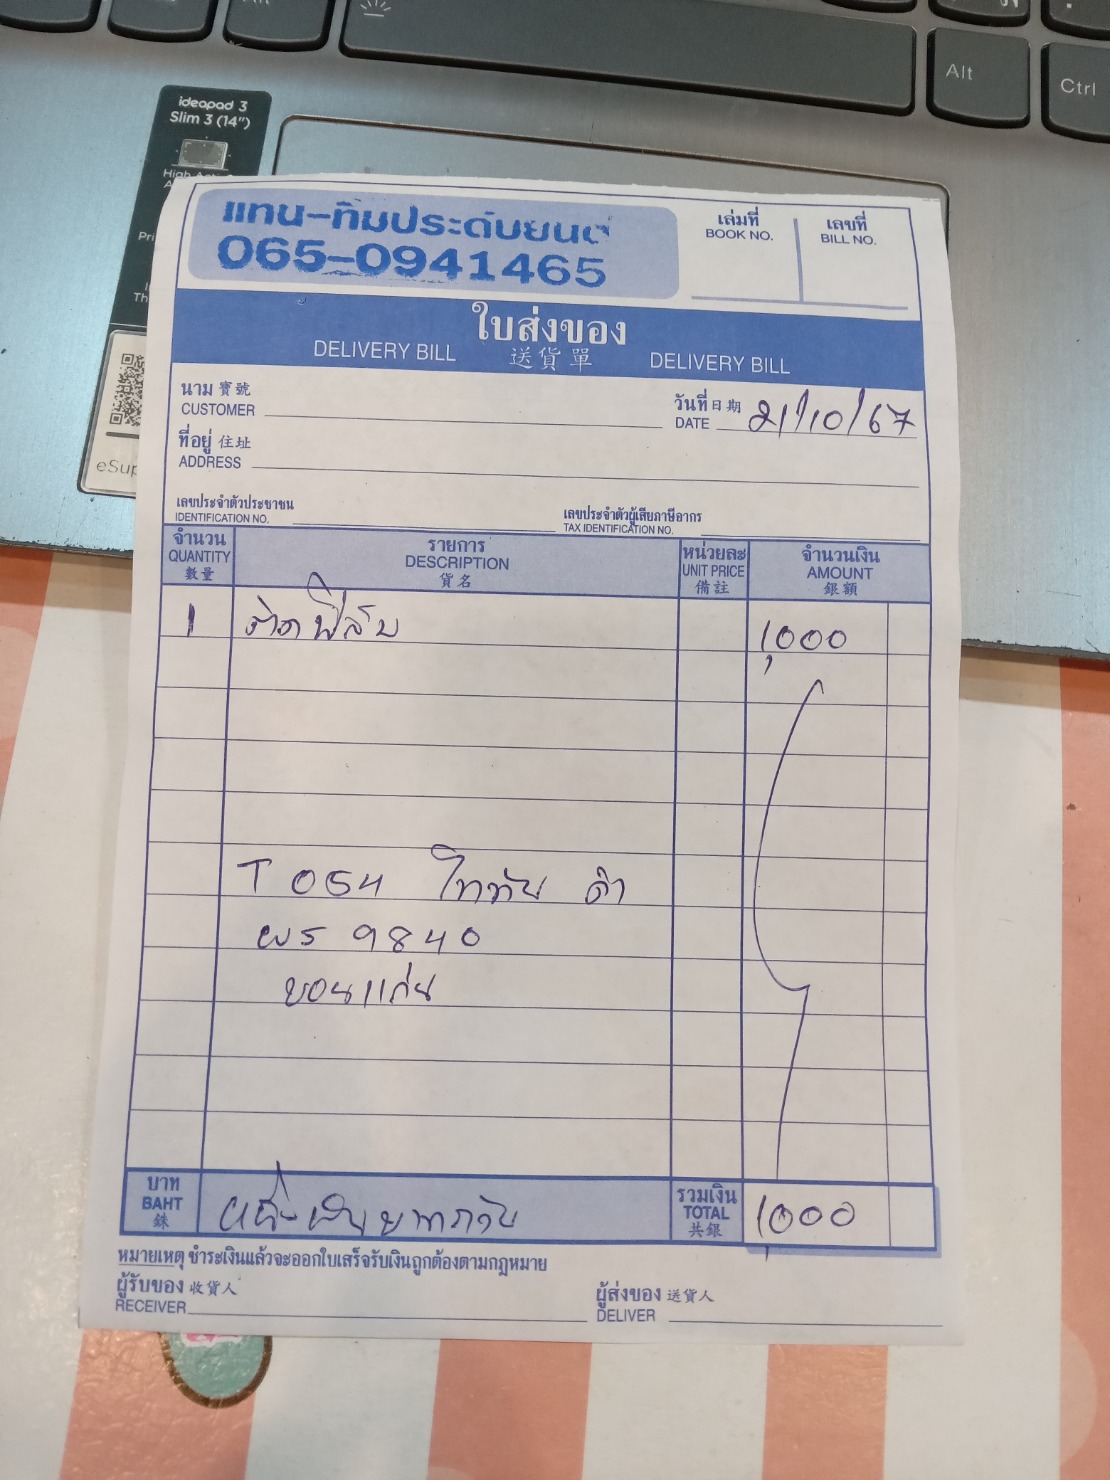 Alt
Ctrl
ideapad 3
Slim 3 (14")
แทน-ทิมประดับยนต์
065-0941465
เล่มที่
BOOK NO.
เลขที่
BILL NO.
ใบส่งของ
DELIVERY BILL 送貨單 DELIVERY BILL
นาม 寶號
CUSTOMER
วันที่ 日期
DATE 21/10/67
ที่อยู่ 住址
ADDRESS
เลขประจำตัวประชาชน
IDENTIFICATION NO.
เลขประจำตัวผู้เสียภาษีอากร
TAX IDENTIFICATION NO.
จำนวน รายการ หน่วยละ จำนวนเงิน
QUANTITY DESCRIPTION UNIT PRICE AMOUNT
數量 貨名 備註 銀額
1 ฟิล์ม 1,000
T 054 ไททัน ดำ
ผร 9840
ขอนแก่น
บาท
BAHT
銖
หนึ่งพันบาทถ้วน
รวมเงิน
TOTAL
共銀
1,000
หมายเหตุ ชำระเงินแล้วจะออกใบเสร็จรับเงินถูกต้องตามกฎหมาย
ผู้รับของ 收貨人
RECEIVER
ผู้ส่งของ 送貨人
DELIVER